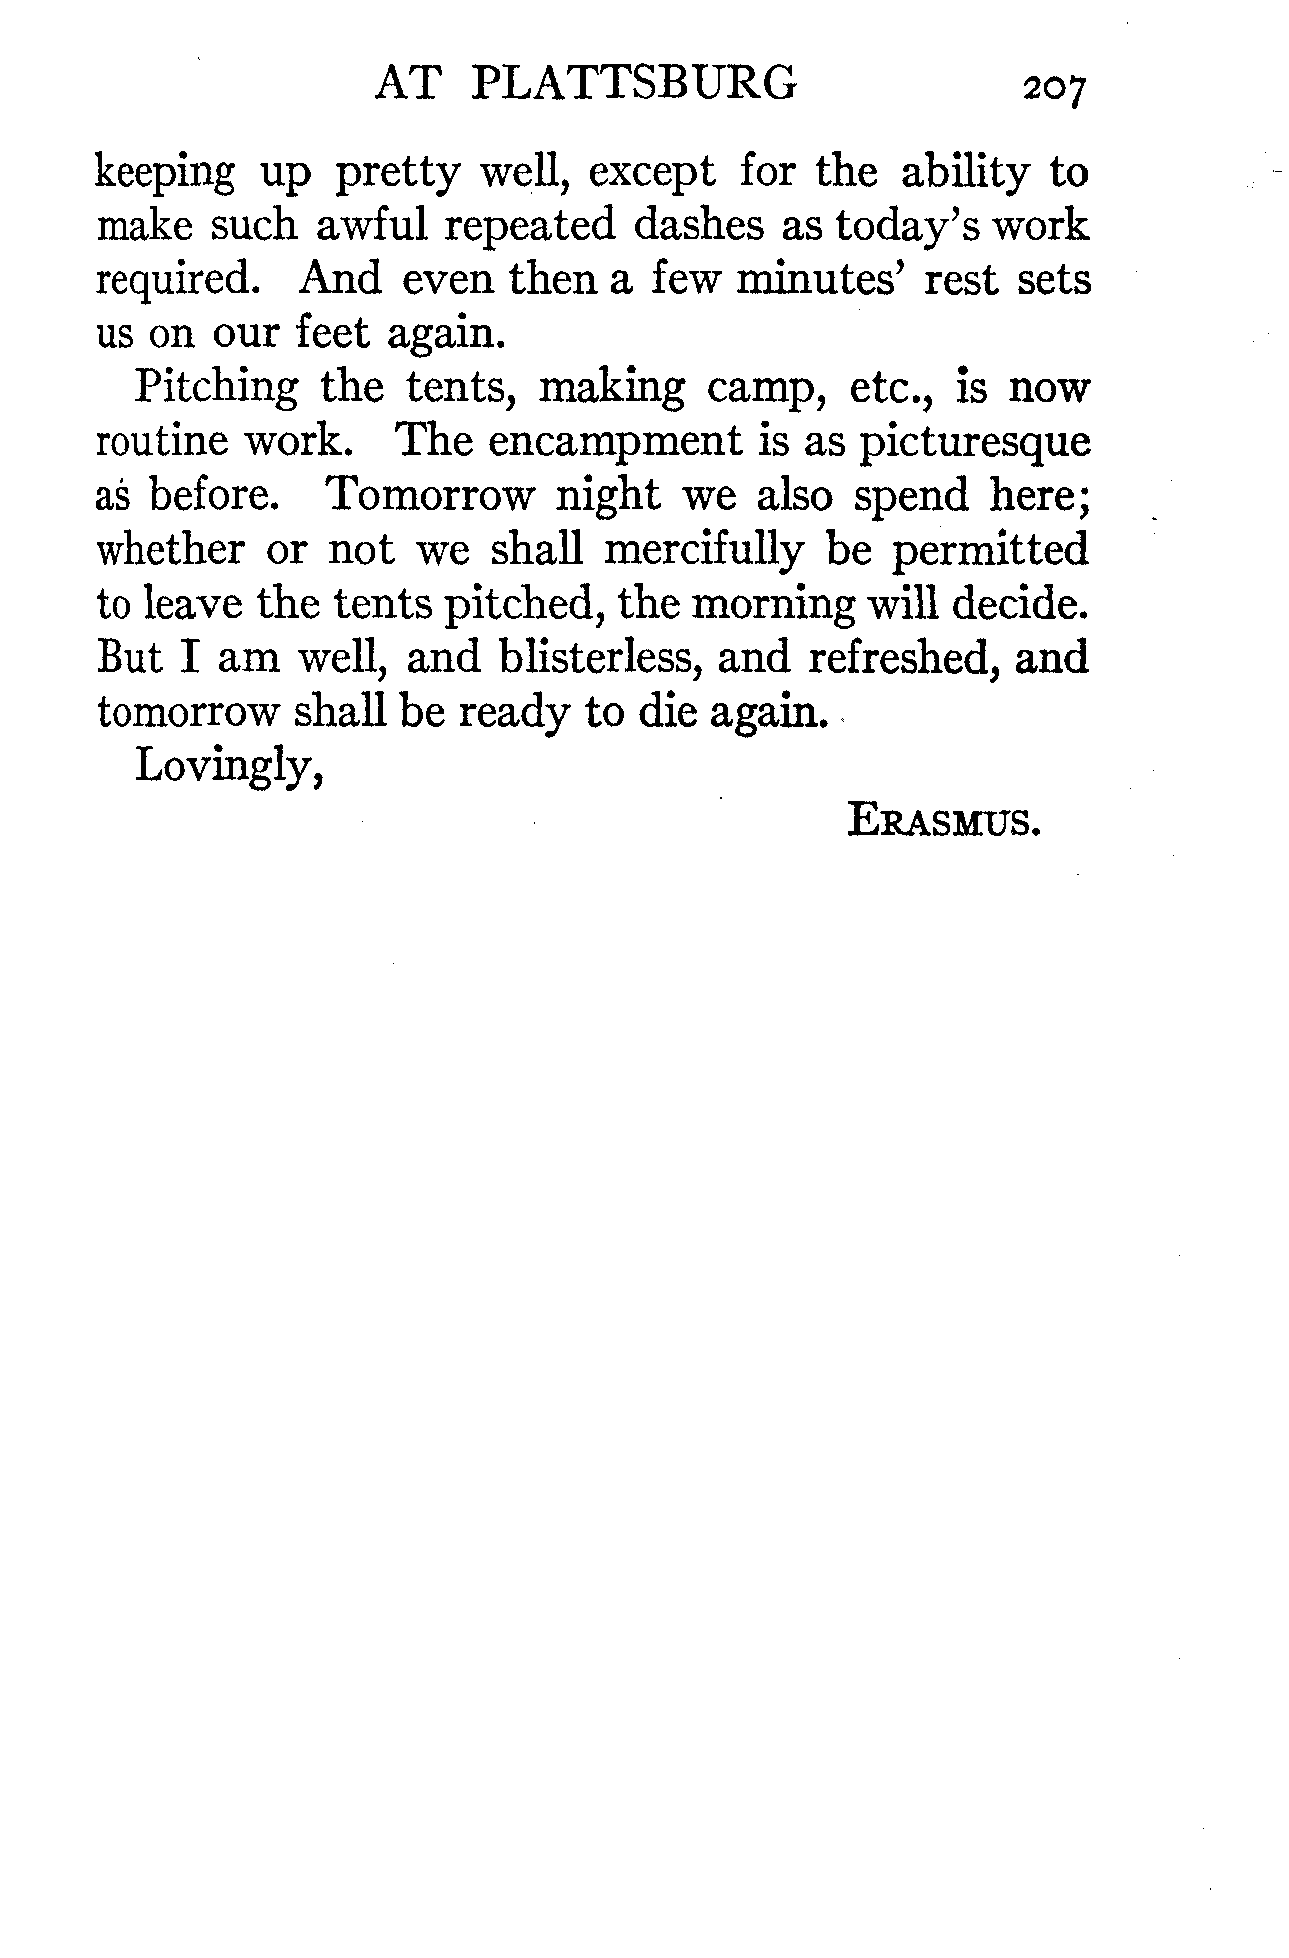 AT PLATTSBURG 207
keeping up pretty well, except for the ability to
make such awful repeated dashes as today's work
required. And even then a few minutes' rest sets
us on our feet again.
Pitching the tents, making camp, etc., is now
routine work. The encampment is as picturesque
as before. Tomorrow night we also spend here;
whether or not we shall mercifully be permitted
to leave the tents pitched, the morning will decide.
But I am well, and blisterless, and refreshed, and
tomorrow shall be ready to die again.
Lovingly,
ERASMUS.